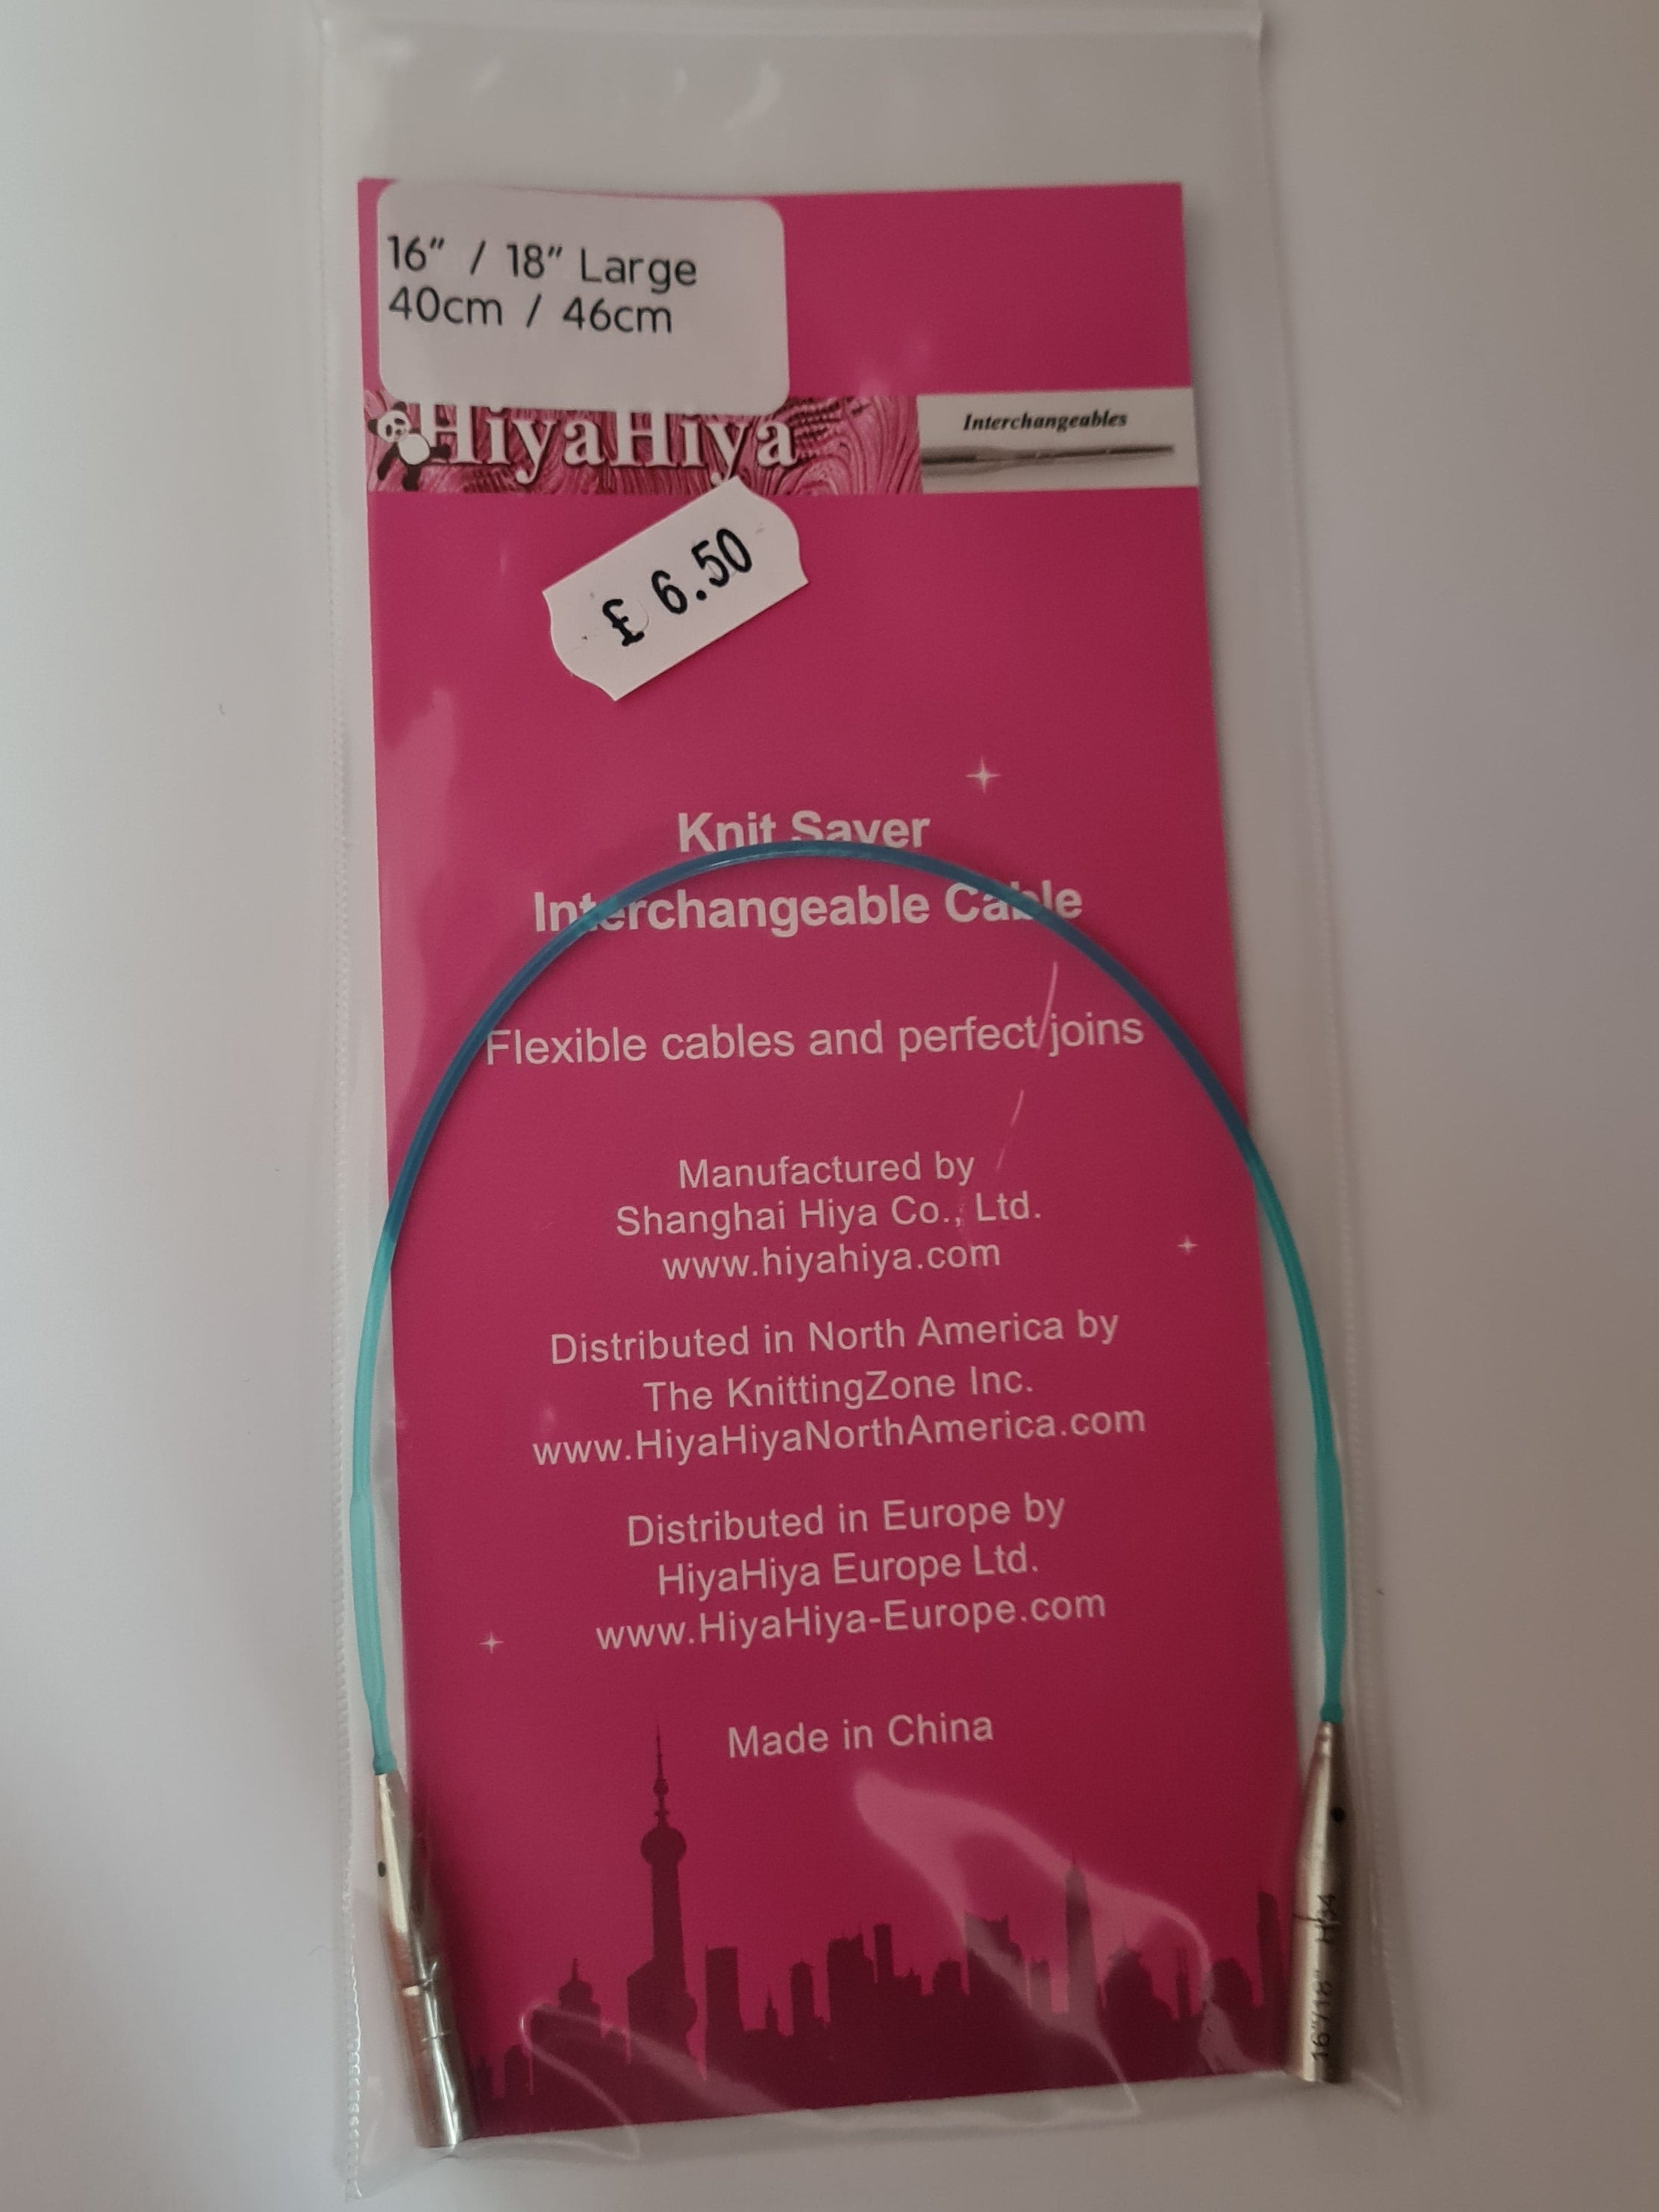 16” / 18” Large
40cm / 46cm
HiyaHiya
Interchangeables
£ 6.50
Knit Saver
Interchangeable Cable
Flexible cables and perfect joins
Manufactured by
Shanghai Hiya Co., Ltd.
www.hiyahiya.com
Distributed in North America by
The KnittingZone Inc.
www.HiyaHiyaNorthAmerica.com
Distributed in Europe by
HiyaHiya Europe Ltd.
www.HiyaHiya-Europe.com
Made in China
16"/18"